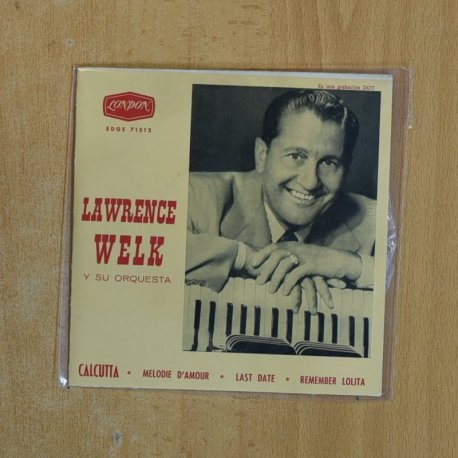 LONDON
EDGE 71512
Es una grabación DOT
LAWRENCE
WELK
Y SU ORQUESTA
CALCUTTA • MELODIE D'AMOUR • LAST DATE • REMEMBER LOLITA